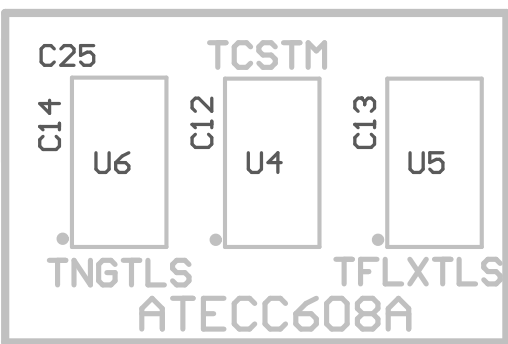 C25
TCSTM
C14
C12
C13
U6
U4
U5
TNGTLS
TFLXTLS
ATECC608A